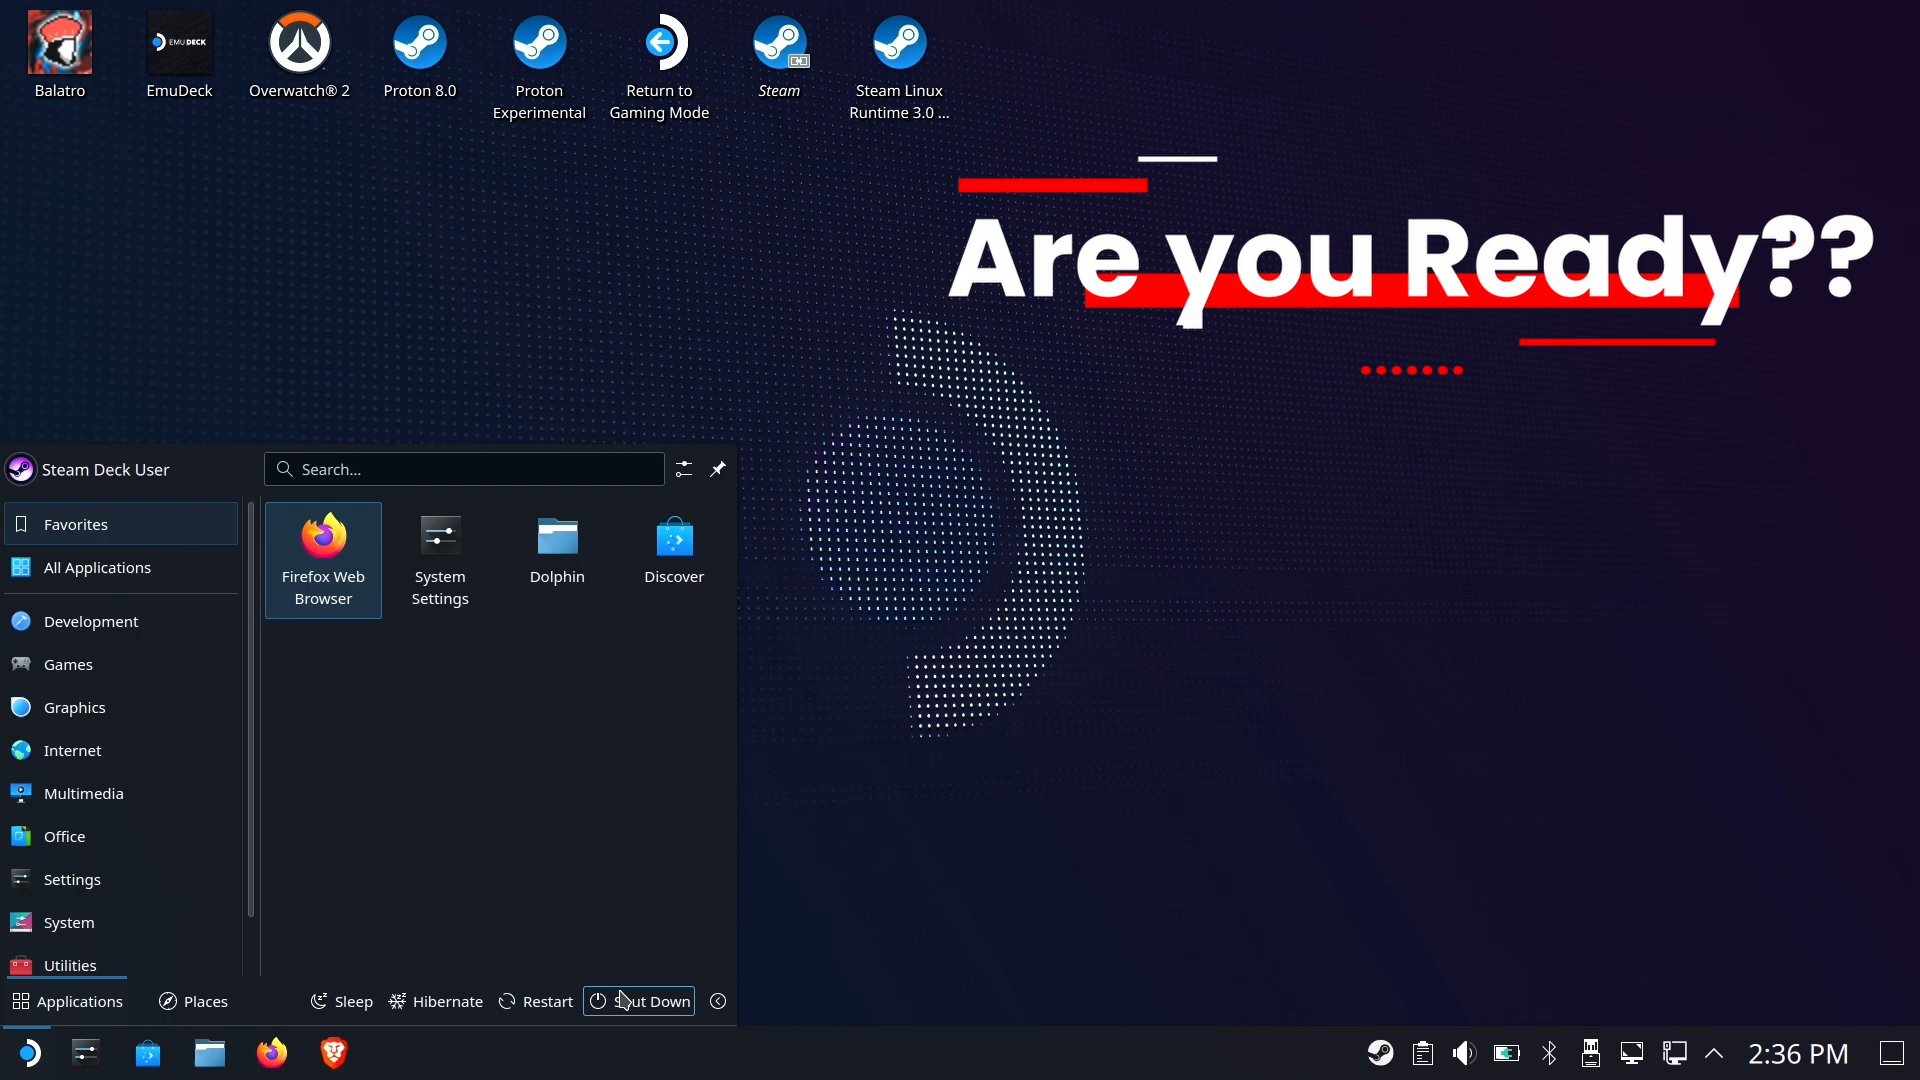 Balatro
EMUDECK
EmuDeck
Overwatch® 2
Proton 8.0
Proton
Experimental
Return to
Gaming Mode
Steam
Steam Linux
Runtime 3.0 ...
Are you Ready??
Steam Deck User
Search...
Favorites
All Applications
Development
Games
Graphics
Internet
Multimedia
Office
Settings
System
Utilities
Firefox Web
Browser
System
Settings
Dolphin
Discover
Applications
Places
Sleep
Hibernate
Restart
Shut Down
2:36 PM